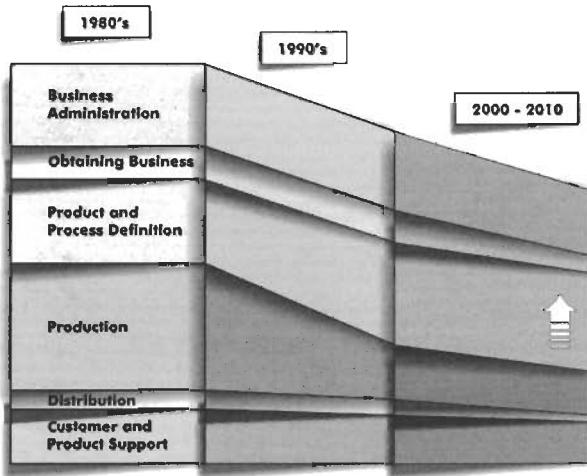 1980's
1990's
2000 - 2010
Business
Administration
Obtaining Business
Product and
Process Definition
Production
Distribution
Customer and
Product Support